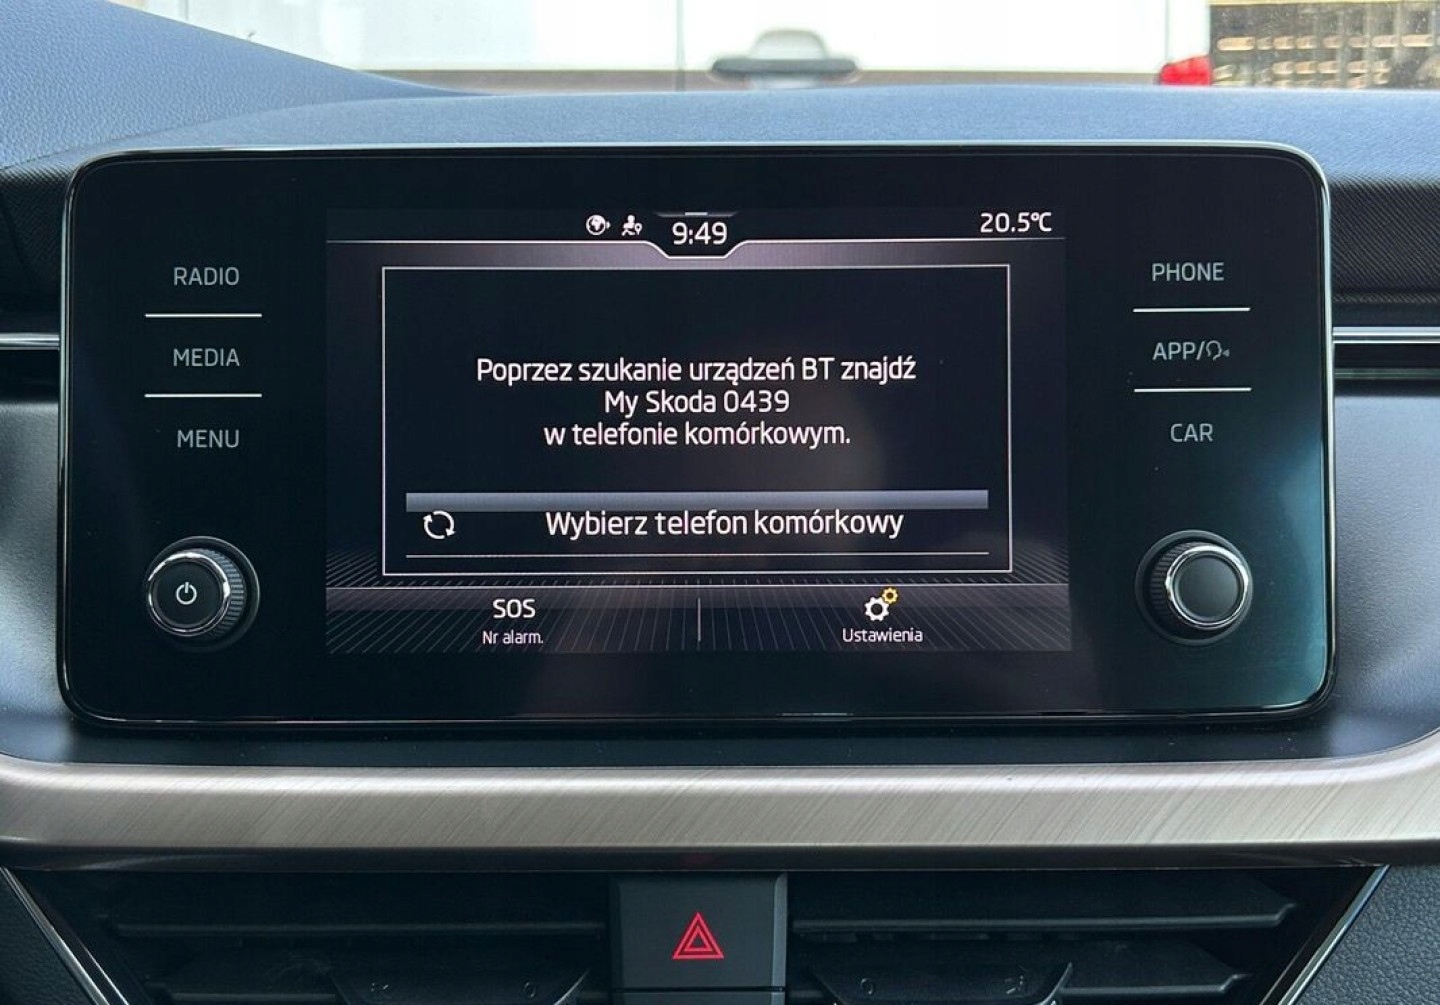 9:49
20.5°C
RADIO
MEDIA
MENU
PHONE
APP/
CAR
Poprzez szukanie urządzeń BT znajdź
My Skoda 0439
w telefonie komórkowym.
Wybierz telefon komórkowy
SOS
Nr alarm.
Ustawienia